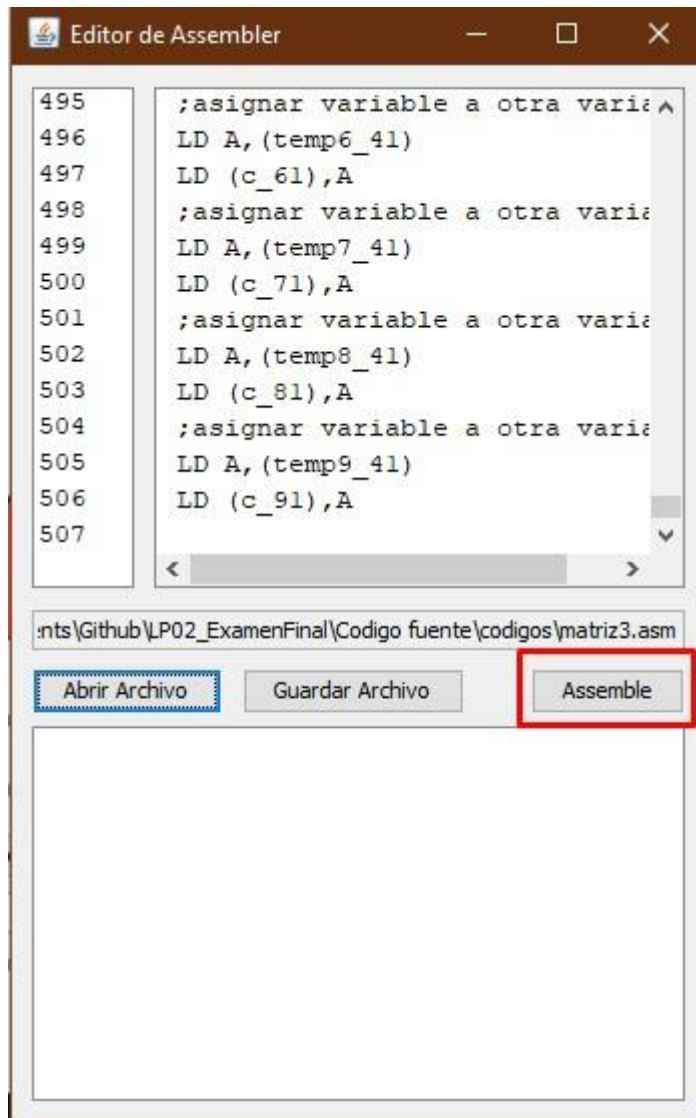 Editor de Assembler
495 ;asignar variable a otra varia
496 LD A,(temp6_41)
497 LD (c_61),A
498 ;asignar variable a otra varia
499 LD A,(temp7_41)
500 LD (c_71),A
501 ;asignar variable a otra varia
502 LD A,(temp8_41)
503 LD (c_81),A
504 ;asignar variable a otra varia
505 LD A,(temp9_41)
506 LD (c_91),A
507
:nts\Github\LP02_ExamenFinal\Codigo fuente\codigos\matriz3.asm
Abrir Archivo Guardar Archivo Assemble